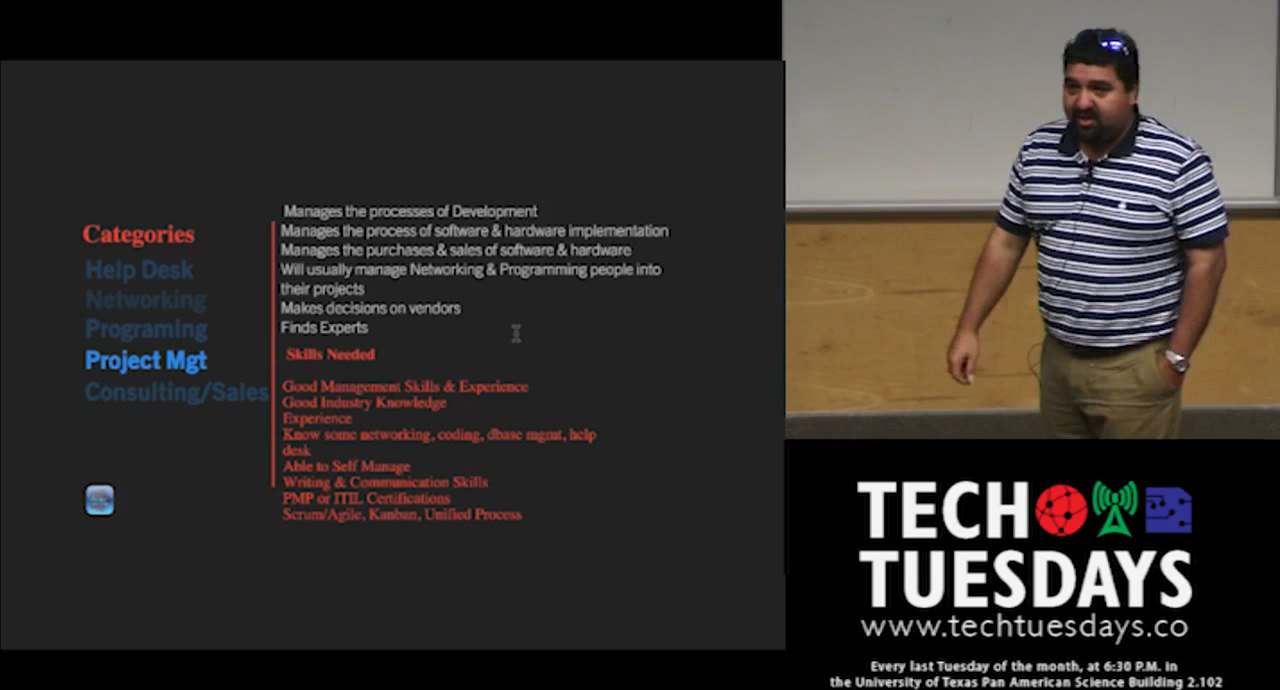 Categories
Help Desk
Networking
Programing
Project Mgt
Consulting/Sales
Manages the processes of Development
Manages the process of software & hardware implementation
Manages the purchases & sales of software & hardware
Will usually manage Networking & Programming people into
their projects
Makes decisions on vendors
Finds Experts
Skills Needed
Good Management Skills & Experience
Good Industry Knowledge
Experience
Know some networking, coding, dbase mgmt, help
desk
Able to Self Manage
Writing & Communication Skills
PMP or ITIL Certifications
Scrum/Agile, Kanban, Unified Process
TECH
TUESDAYS
www.techtuesdays.co
Every last Tuesday of the month, at 6:30 P.M. in
the University of Texas Pan American Science Building 2.102